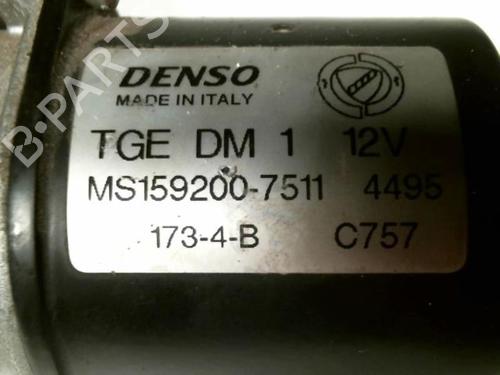 DENSO
MADE IN ITALY
TGE DM 1 12V
MS159200-7511 4495
173-4-B C757
B-PARTS